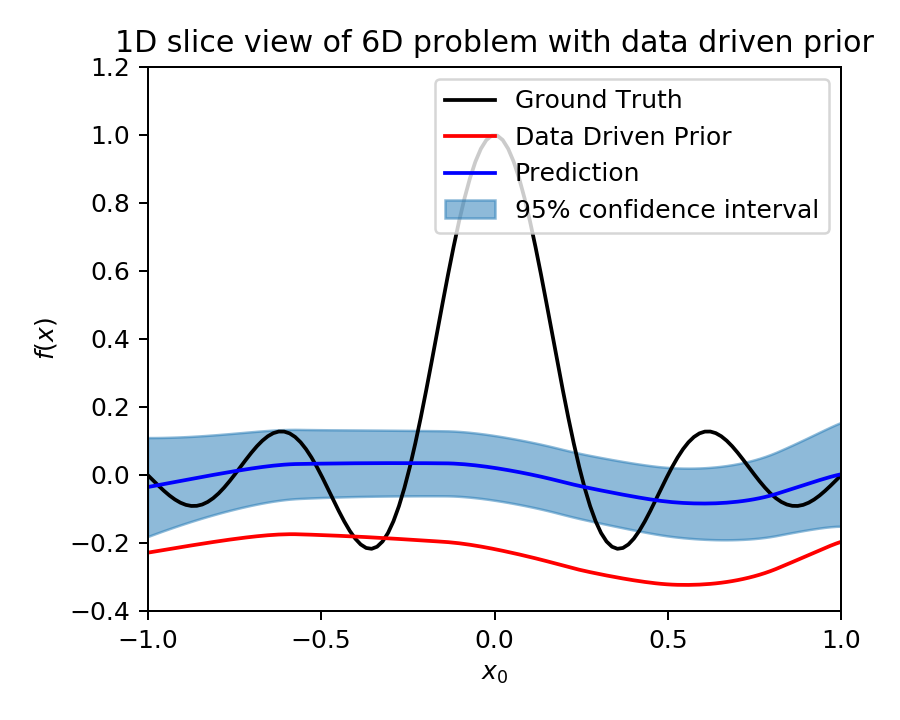 1D slice view of 6D problem with data driven prior
1.2
1.0
0.8
0.6
0.4
0.2
0.0
−0.2
−0.4
f(x)
Ground Truth
Data Driven Prior
Prediction
95% confidence interval
−1.0
−0.5
0.0
0.5
1.0
x₀